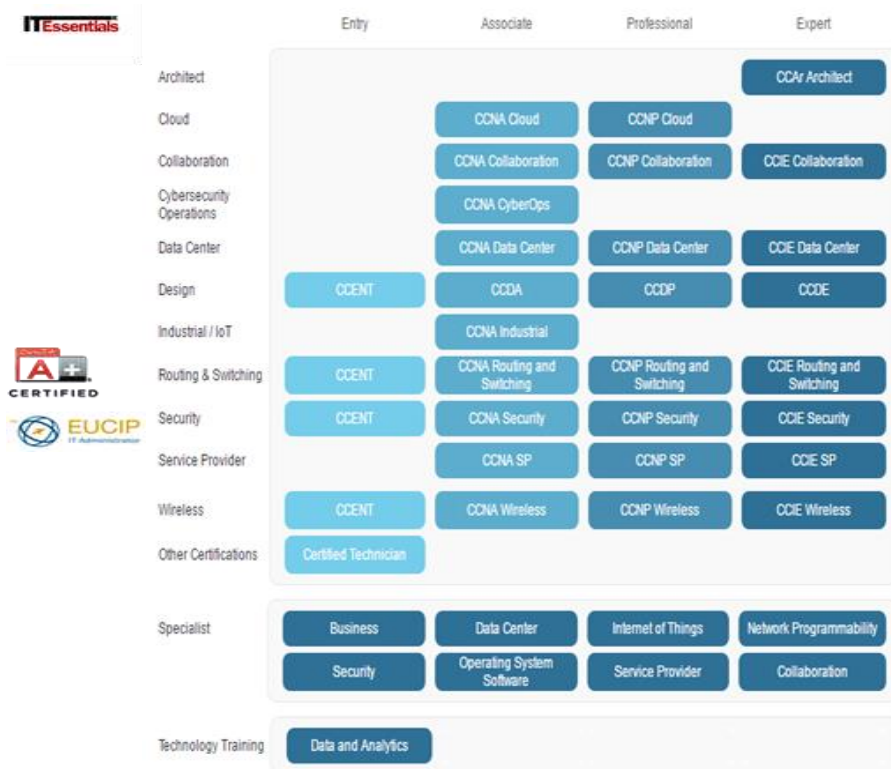 ITEssentials
Entry Associate Professional Expert
Architect CCAr Architect
Cloud CCNA Cloud CCNP Cloud
Collaboration CCNA Collaboration CCNP Collaboration CCIE Collaboration
Cybersecurity
Operations
CCNA CyberOps
Data Center CCNA Data Center CCNP Data Center CCIE Data Center
Design CCENT CCDA CCDP CCDE
Industrial / IoT CCNA Industrial
CompTIA
A+
CERTIFIED
Routing & Switching CCENT
CCNA Routing and
Switching
CCNP Routing and
Switching
CCIE Routing and
Switching
EUCIP
IT Administrator
Security CCENT CCNA Security CCNP Security CCIE Security
Service Provider CCNA SP CCNP SP CCIE SP
Wireless CCENT CCNA Wireless CCNP Wireless CCIE Wireless
Other Certifications Certified Technician
Specialist Business Data Center Internet of Things Network Programmability
Security
Operating System
Software
Service Provider Collaboration
Technology Training Data and Analytics